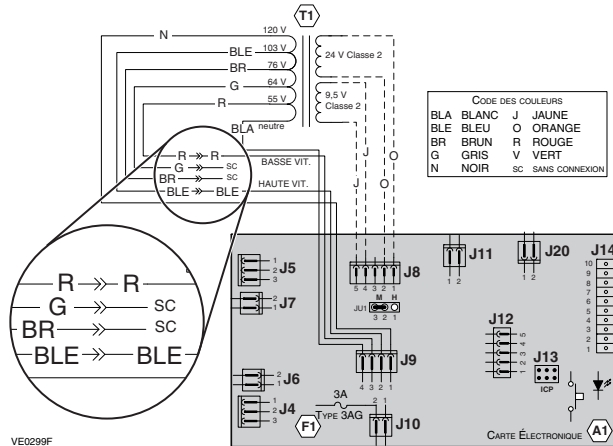 T1
N
120 V
BLE
103 V
24 V Classe 2
BR
76 V
G
64 V
9,5 V
Classe 2
R
55 V
BLA
neutre
CODE DES COULEURS
BLA BLANC J JAUNE
BLE BLEU O ORANGE
BR BRUN R ROUGE
G GRIS V VERT
N NOIR SC SANS CONNEXION
R R
BASSE VIT.
G SC
BR SC
HAUTE VIT.
BLE BLE
J
O
J
O
R R
G SC
BR SC
BLE BLE
J5
1
2
3
J7
2
1
J8
5 4 3 2 1
M H
JU1
3 2 1
J11
1 2
J20
2 1
J14
10
9
8
7
6
5
4
3
2
1
J12
5
4
3
2
1
J13
ICP
J9
4 3 2 1
J6
2
1
J4
1
2
3
3A
TYPE 3AG
F1
2 1
J10
CARTE ÉLECTRONIQUE
A1
VE0299F